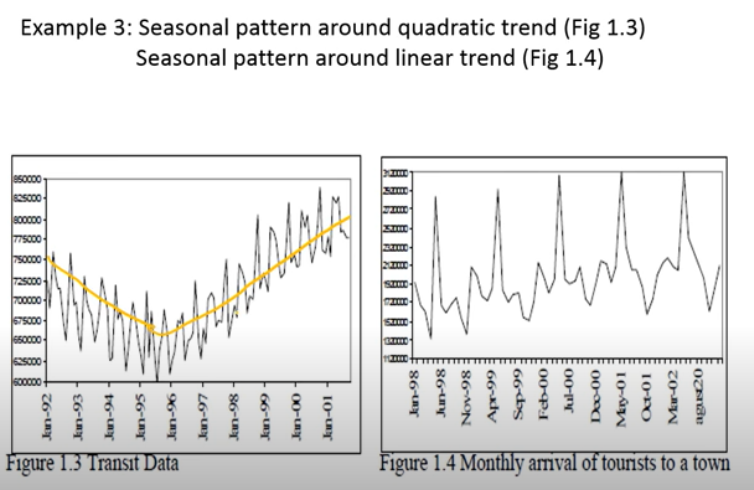 Example 3: Seasonal pattern around quadratic trend (Fig 1.3)
Seasonal pattern around linear trend (Fig 1.4)
850000
825000
800000
775000
750000
725000
700000
675000
650000
625000
600000
Jan-92
Jan-93
Jan-94
Jan-95
Jan-96
Jan-97
Jan-98
Jan-99
Jan-00
Jan-01
Figure 1.3 Transit Data
Jan-98
Jun-98
Nov-98
Apr-99
Sep-99
Feb-00
Jul-00
Dec-00
May-01
Oct-01
Mar-02
Figure 1.4 Monthly arrival of tourists to a town